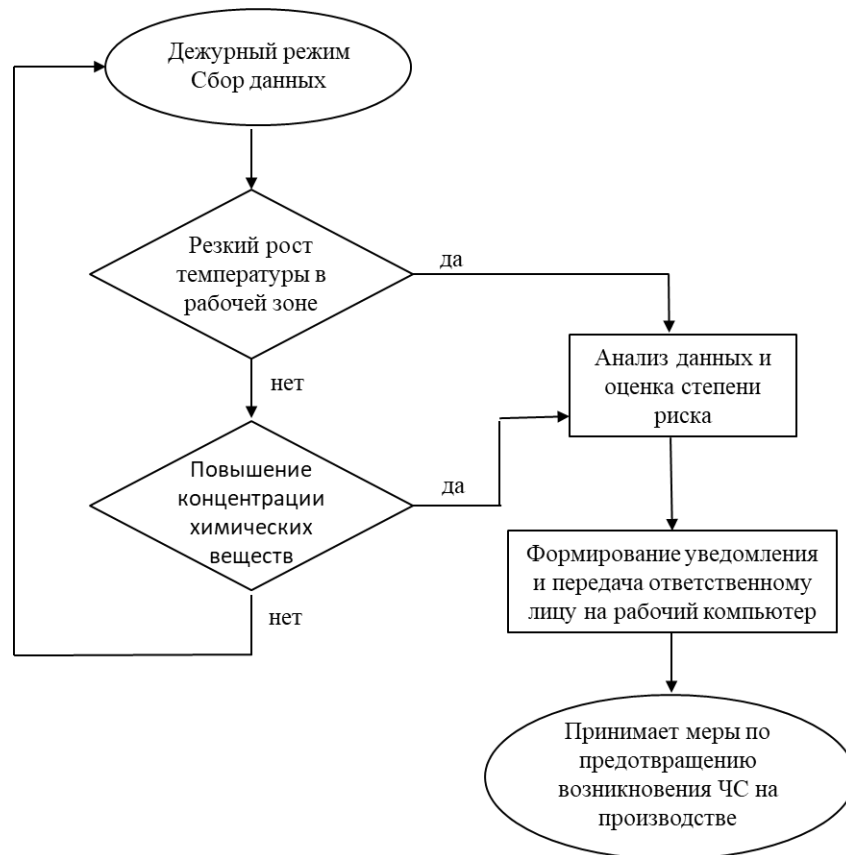 Дежурный режим
Сбор данных
Резкий рост
температуры в
рабочей зоне
да
нет
Анализ данных и
оценка степени
риска
Повышение
концентрации
химических
веществ
да
нет
Формирование уведомления
и передача ответственному
лицу на рабочий компьютер
Принимает меры по
предотвращению
возникновения ЧС на
производстве